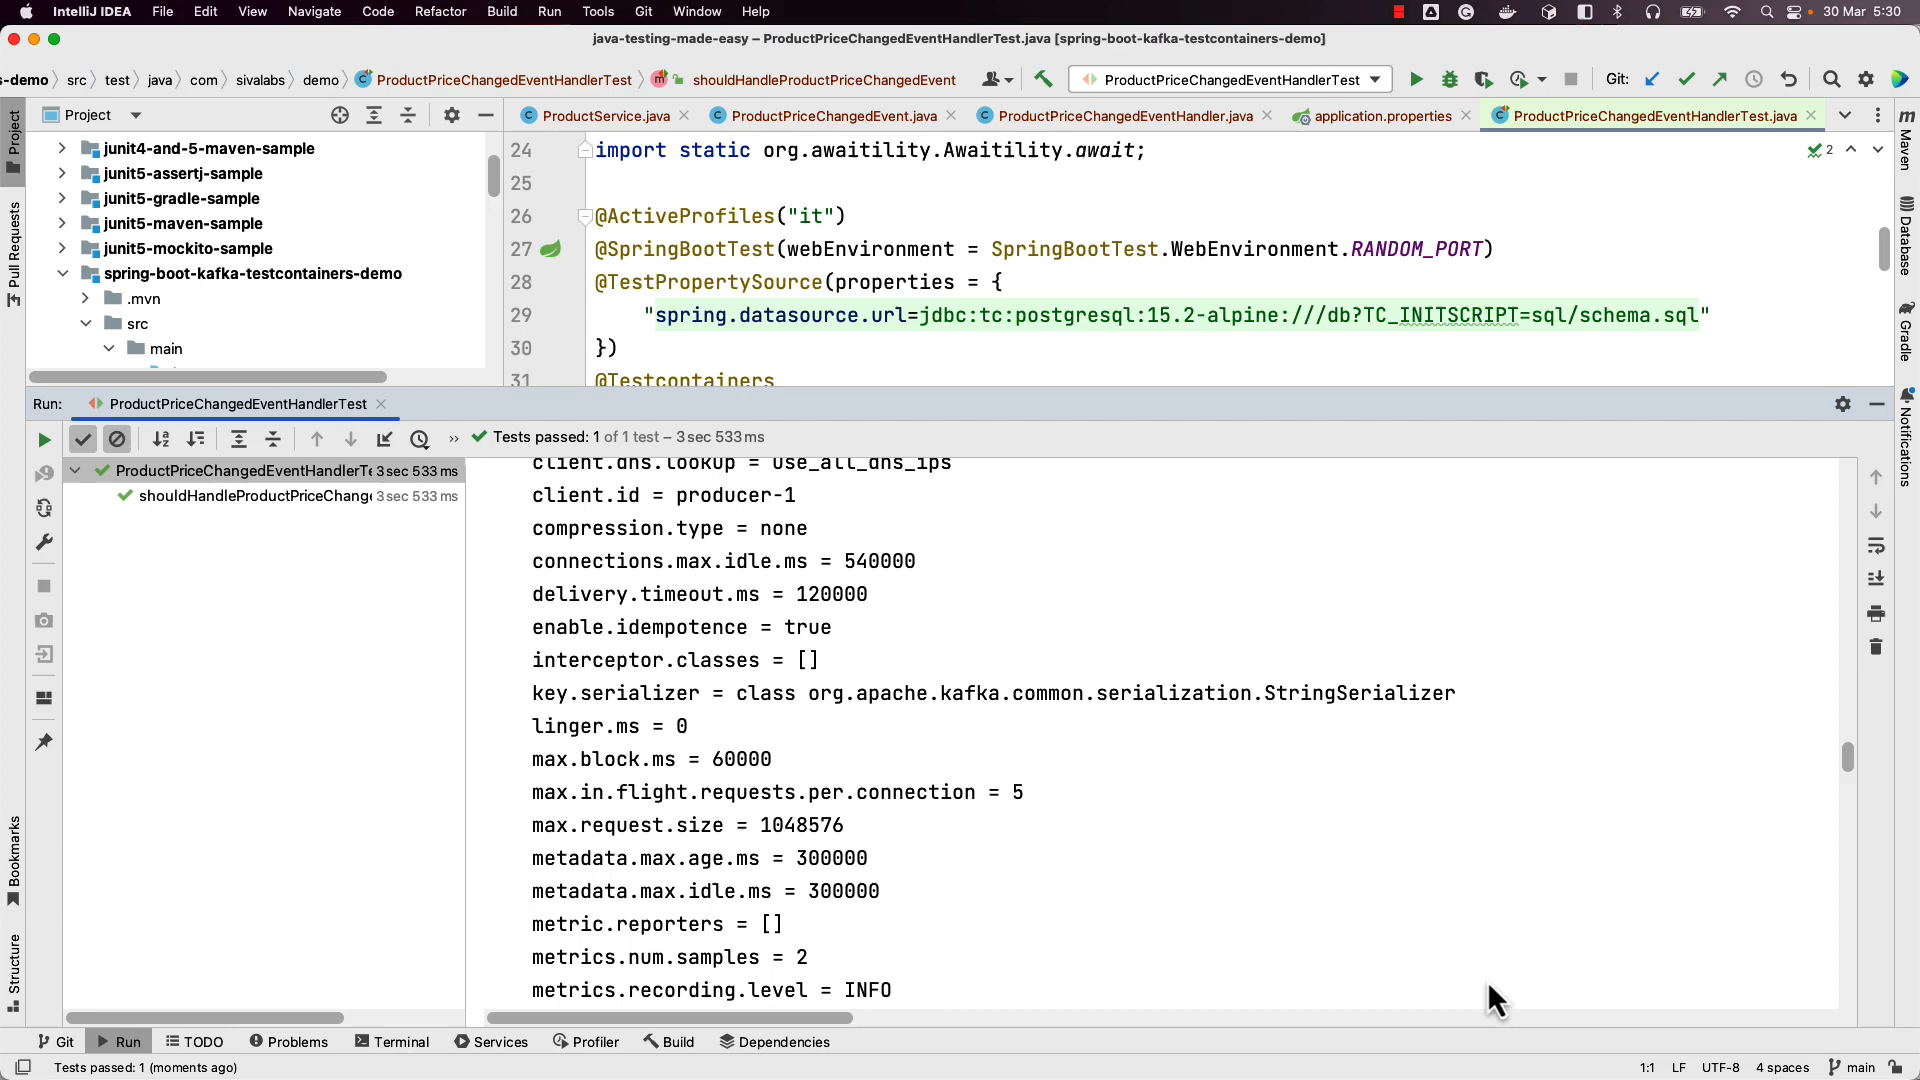 IntelliJ IDEA File Edit View Navigate Code Refactor Build Run Tools Git Window Help 30 Mar 5:30
java-testing-made-easy – ProductPriceChangedEventHandlerTest.java [spring-boot-kafka-testcontainers-demo]
s-demo src test java com sivalabs demo ProductPriceChangedEventHandlerTest shouldHandleProductPriceChangedEvent ProductPriceChangedEventHandlerTest Git:
Project
ProductService.java ProductPriceChangedEvent.java ProductPriceChangedEventHandler.java application.properties ProductPriceChangedEventHandlerTest.java
Project
Pull Requests
Bookmarks
Structure
junit4-and-5-maven-sample
junit5-assertj-sample
junit5-gradle-sample
junit5-maven-sample
junit5-mockito-sample
spring-boot-kafka-testcontainers-demo
.mvn
src
main
24 import static org.awaitility.Awaitility.await;
2
25
26 @ActiveProfiles("it")
27 @SpringBootTest(webEnvironment = SpringBootTest.WebEnvironment.RANDOM_PORT)
28 @TestPropertySource(properties = {
29 "spring.datasource.url=jdbc:tc:postgresql:15.2-alpine:///db?TC_INITSCRIPT=sql/schema.sql"
30 })
31 @Testcontainers
m Maven
Database
Gradle
Notifications
Run: ProductPriceChangedEventHandlerTest
Tests passed: 1 of 1 test – 3 sec 533 ms
ProductPriceChangedEventHandlerTe 3 sec 533 ms
shouldHandleProductPriceChange 3 sec 533 ms
client.dns.lookup = use_all_dns_ips
client.id = producer-1
compression.type = none
connections.max.idle.ms = 540000
delivery.timeout.ms = 120000
enable.idempotence = true
interceptor.classes = []
key.serializer = class org.apache.kafka.common.serialization.StringSerializer
linger.ms = 0
max.block.ms = 60000
max.in.flight.requests.per.connection = 5
max.request.size = 1048576
metadata.max.age.ms = 300000
metadata.max.idle.ms = 300000
metric.reporters = []
metrics.num.samples = 2
metrics.recording.level = INFO
Git Run TODO Problems Terminal Services Profiler Build Dependencies
Tests passed: 1 (moments ago)
1:1 LF UTF-8 4 spaces main